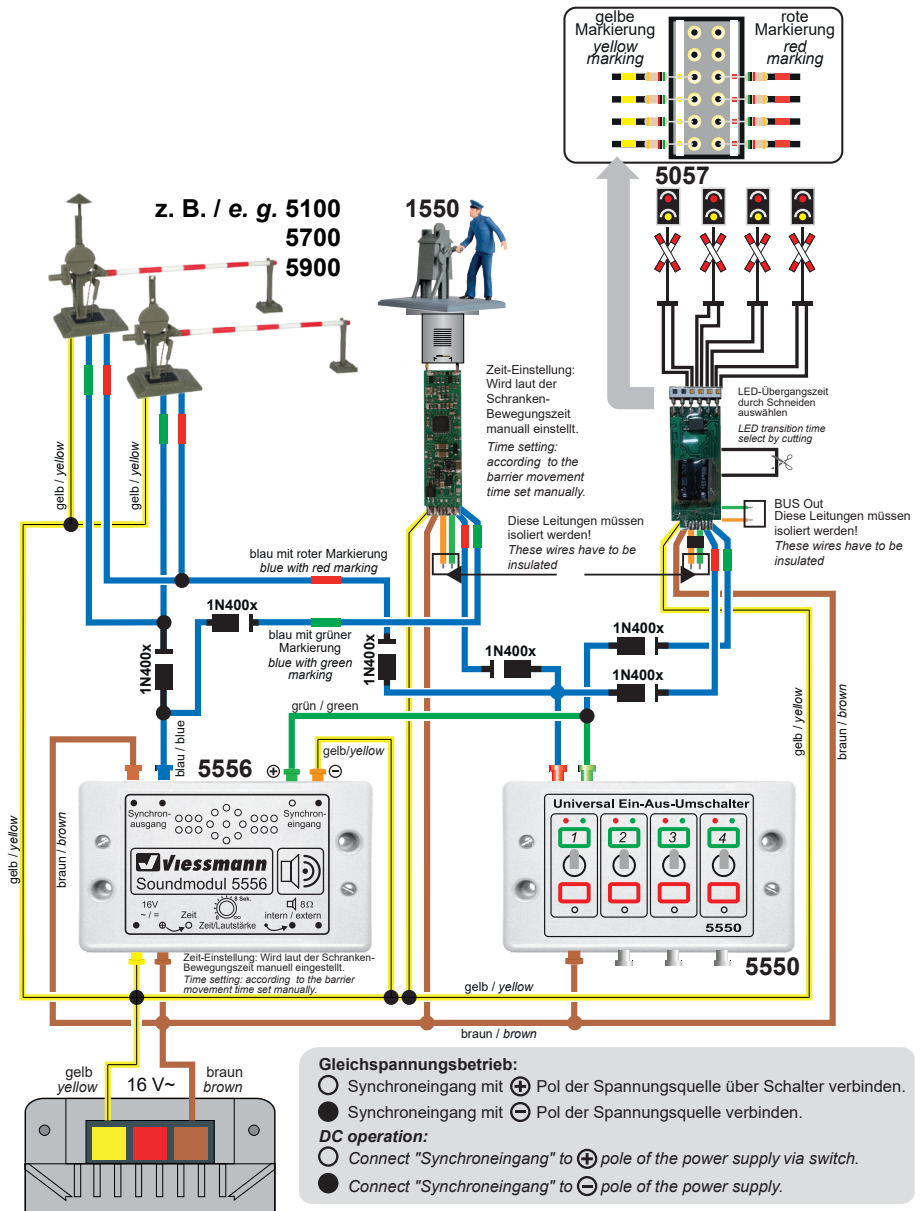 gelbe
Markierung
yellow
marking
rote
Markierung
red
marking
5057
z. B. / e. g. 5100
5700
5900
1550
Zeit-Einstellung:
Wird laut der
Schranken-
Bewegungszeit
manuall einstellt.
Time setting:
according to the
barrier movement
time set manually.
LED-Übergangszeit
durch Schneiden
auswählen
LED transition time
select by cutting
BUS Out
Diese Leitungen müssen
isoliert werden!
These wires have to be
insulated
Diese Leitungen müssen
isoliert werden!
These wires have to be
insulated
gelb / yellow
gelb / yellow
blau mit roter Markierung
blue with red marking
1N400x
blau mit grüner
Markierung
blue with green
marking
1N400x
1N400x
1N400x
1N400x
1N400x
grün / green
blau / blue
gelb/yellow
gelb / yellow
braun / brown
5556
⊕
⊖
Synchron-
ausgang
Synchron-
eingang
Viessmann
Soundmodul 5556
16V
~ / =
⊕
Zeit
8 Sek.
0
∞
Zeit/Lautstärke
8Ω
intern / extern
Universal Ein-Aus-Umschalter
1
2
3
4
5550
5550
gelb / yellow
braun / brown
Zeit-Einstellung: Wird laut der Schranken-
Bewegungszeit manuell eingestellt.
Time setting: according to the barrier
movement time set manually.
gelb / yellow
braun / brown
gelb
yellow
16 V~
braun
brown
Gleichspannungsbetrieb:
Synchroneingang mit ⊕ Pol der Spannungsquelle über Schalter verbinden.
Synchroneingang mit ⊖ Pol der Spannungsquelle verbinden.
DC operation:
Connect "Synchroneingang" to ⊕ pole of the power supply via switch.
Connect "Synchroneingang" to ⊖ pole of the power supply.